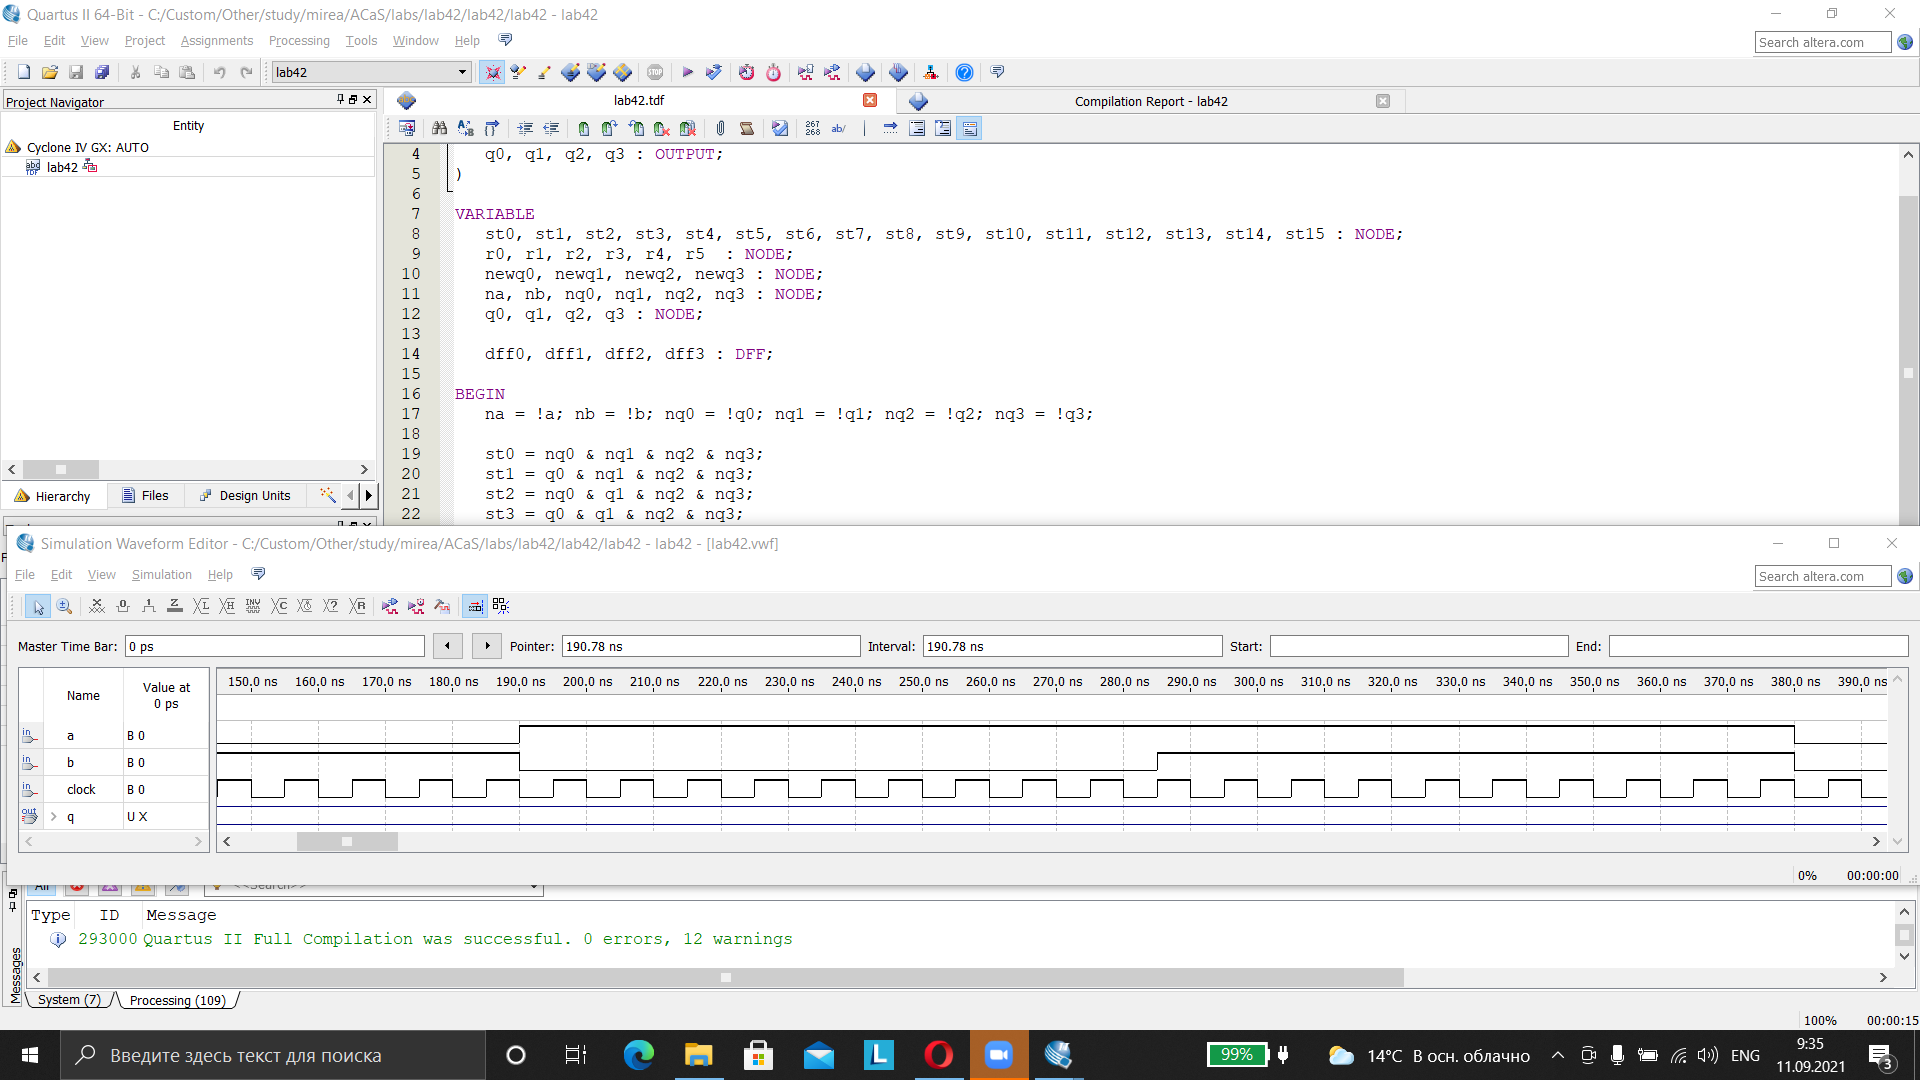 Quartus II 64-Bit - C:/Custom/Other/study/mirea/ACaS/labs/lab42/lab42/lab42 - lab42
File Edit View Project Assignments Processing Tools Window Help
Search altera.com
lab42
STOP
Project Navigator
Entity
Cyclone IV GX: AUTO
lab42
Hierarchy Files Design Units
lab42.tdf
Compilation Report - lab42
267
268
ab/
4 q0, q1, q2, q3 : OUTPUT;
5 )
6
7 VARIABLE
8 st0, st1, st2, st3, st4, st5, st6, st7, st8, st9, st10, st11, st12, st13, st14, st15 : NODE;
9 r0, r1, r2, r3, r4, r5 : NODE;
10 newq0, newq1, newq2, newq3 : NODE;
11 na, nb, nq0, nq1, nq2, nq3 : NODE;
12 q0, q1, q2, q3 : NODE;
13
14 dff0, dff1, dff2, dff3 : DFF;
15
16 BEGIN
17 na = !a; nb = !b; nq0 = !q0; nq1 = !q1; nq2 = !q2; nq3 = !q3;
18
19 st0 = nq0 & nq1 & nq2 & nq3;
20 st1 = q0 & nq1 & nq2 & nq3;
21 st2 = nq0 & q1 & nq2 & nq3;
22 st3 = q0 & q1 & nq2 & nq3;
Simulation Waveform Editor - C:/Custom/Other/study/mirea/ACaS/labs/lab42/lab42/lab42 - lab42 - [lab42.vwf]
File Edit View Simulation Help
Search altera.com
Master Time Bar: 0 ps Pointer: 190.78 ns Interval: 190.78 ns Start: End:
Name Value at 0 ps
150.0 ns 160.0 ns 170.0 ns 180.0 ns 190.0 ns 200.0 ns 210.0 ns 220.0 ns 230.0 ns 240.0 ns 250.0 ns 260.0 ns 270.0 ns 280.0 ns 290.0 ns 300.0 ns 310.0 ns 320.0 ns 330.0 ns 340.0 ns 350.0 ns 360.0 ns 370.0 ns 380.0 ns 390.0 ns
in a B 0
in b B 0
in clock B 0
out q U X
0% 00:00:00
All <<Search>>
Type ID Message
293000 Quartus II Full Compilation was successful. 0 errors, 12 warnings
Messages
System (7) Processing (109)
100% 00:00:15
Введите здесь текст для поиска
99%
14°C В осн. облачно
ENG
9:35
11.09.2021
3